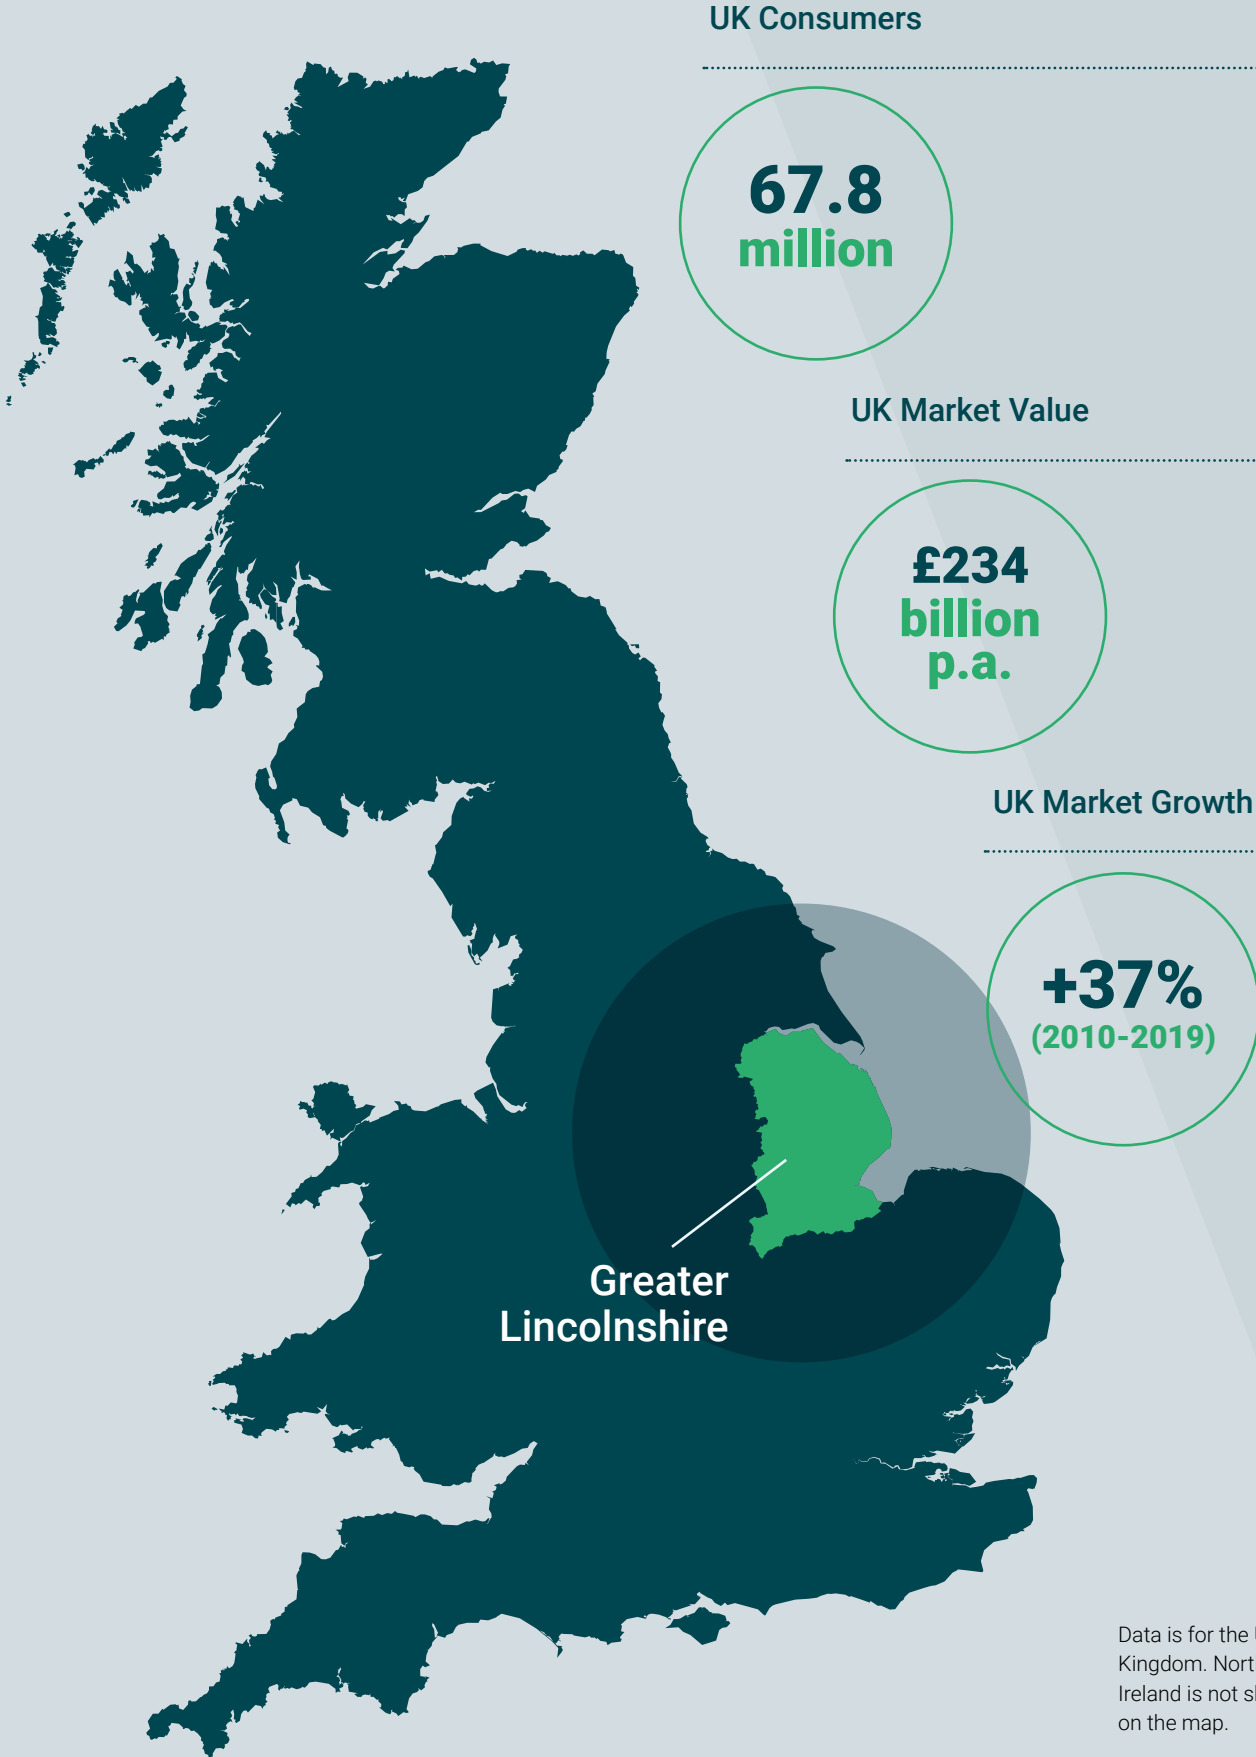 UK Consumers
67.8
million
UK Market Value
£234
billion
p.a.
UK Market Growth
+37%
(2010-2019)
Greater
Lincolnshire
Data is for the
Kingdom.
Ireland is not
on the map.